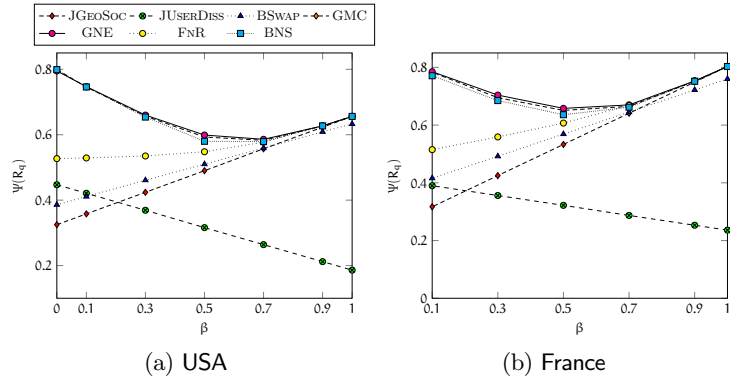 JGEOSOC JUSERDISS BSWAP GMC
GNE FNR BNS
0.8
0.6
0.4
0.2
Ψ(Rq)
0 0.1 0.3 0.5 0.7 0.9 1
β
(a) USA
0.8
0.6
0.4
0.2
0
Ψ(Rq)
0.1 0.3 0.5 0.7 0.9 1
β
(b) France